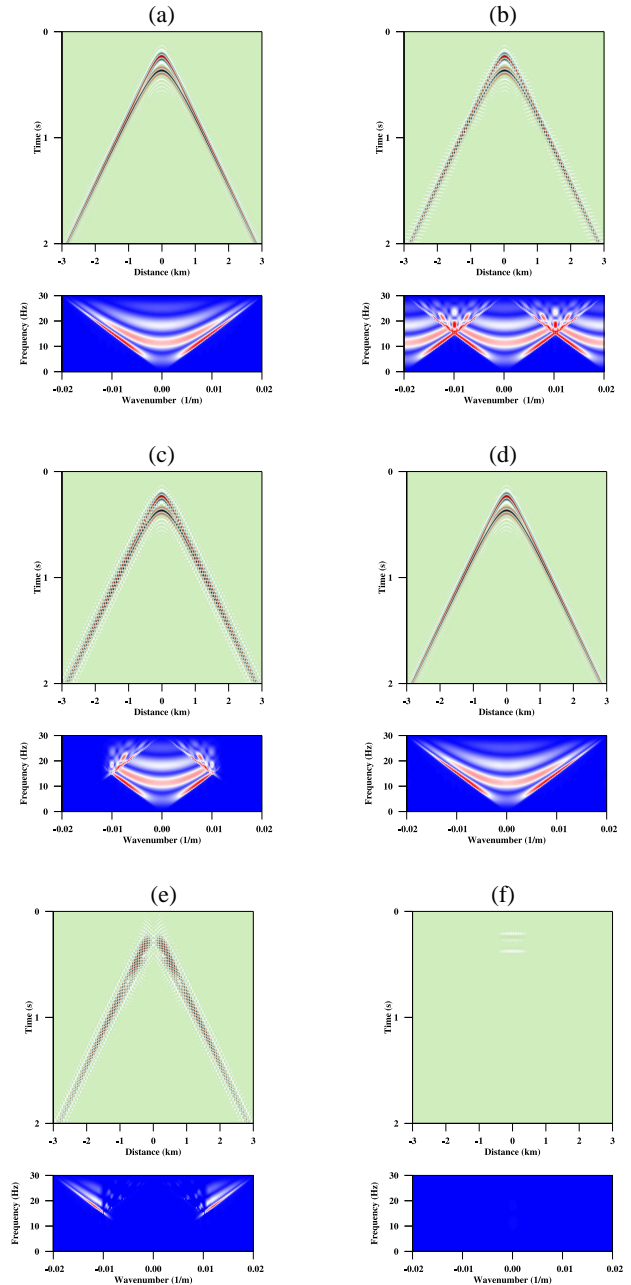 (a) (b)
0 0
Time (s) Time (s)
1 1
2 2
-3 -2 -1 0 1 2 3 -3 -2 -1 0 1 2 3
Distance (km) Distance (km)
30 30
20 20
10 10
0 0
Frequency (Hz) Frequency (Hz)
-0.02 -0.01 0.00 0.01 0.02 -0.02 -0.01 0.00 0.01 0.02
Wavenumber (1/m) Wavenumber (1/m)
(c) (d)
0 0
Time (s) Time (s)
1 1
2 2
-3 -2 -1 0 1 2 3 -3 -2 -1 0 1 2 3
Distance (km) Distance (km)
30 30
20 20
10 10
0 0
Frequency (Hz) Frequency (Hz)
-0.02 -0.01 0.00 0.01 0.02 -0.02 -0.01 0.00 0.01 0.02
Wavenumber (1/m) Wavenumber (1/m)
(e) (f)
0 0
Time (s) Time (s)
1 1
2 2
-3 -2 -1 0 1 2 3 -3 -2 -1 0 1 2 3
Distance (km) Distance (km)
30 30
20 20
10 10
0 0
Frequency (Hz) Frequency (Hz)
-0.02 -0.01 0.00 0.01 0.02 -0.02 -0.01 0.00 0.01 0.02
Wavenumber (1/m) Wavenumber (1/m)